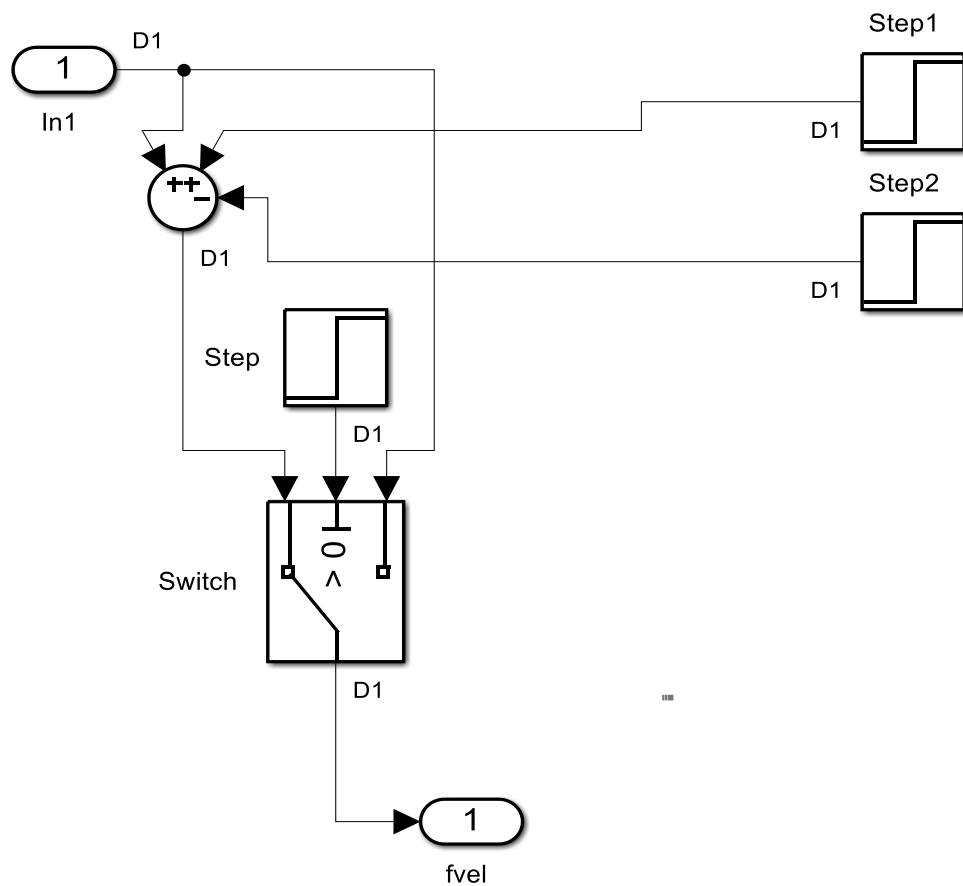 Step1
D1
1
In1
D1
Step2
++
−
D1
D1
Step
D1
> 0
Switch
D1
1
fvel